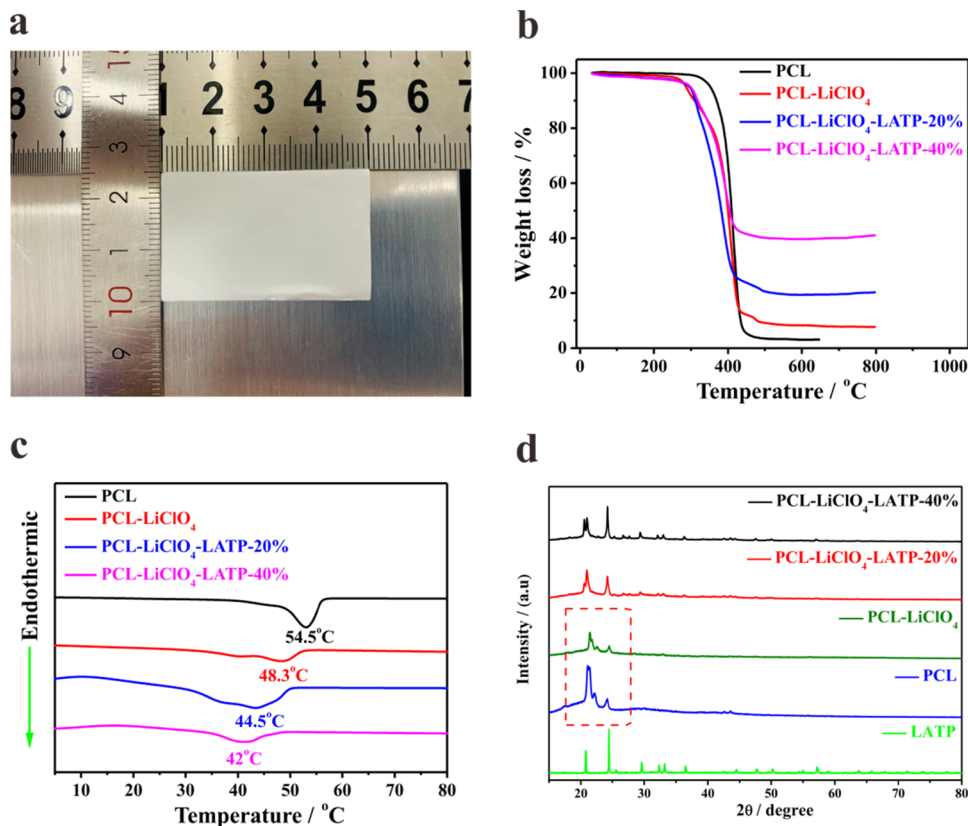 a
8 9 1 2 3 4 5 6 7
4
3
2
1
10
9
b
100
80
60
40
20
0
Weight loss / %
PCL
PCL-LiClO4
PCL-LiClO4-LATP-20%
PCL-LiClO4-LATP-40%
0 200 400 600 800 1000
Temperature / °C
c
Endothermic
PCL
PCL-LiClO4
PCL-LiClO4-LATP-20%
PCL-LiClO4-LATP-40%
54.5°C
48.3°C
44.5°C
42°C
10 20 30 40 50 60 70 80
Temperature / °C
d
Intensity / (a.u)
PCL-LiClO4-LATP-40%
PCL-LiClO4-LATP-20%
PCL-LiClO4
PCL
LATP
20 30 40 50 60 70 80
2θ / degree